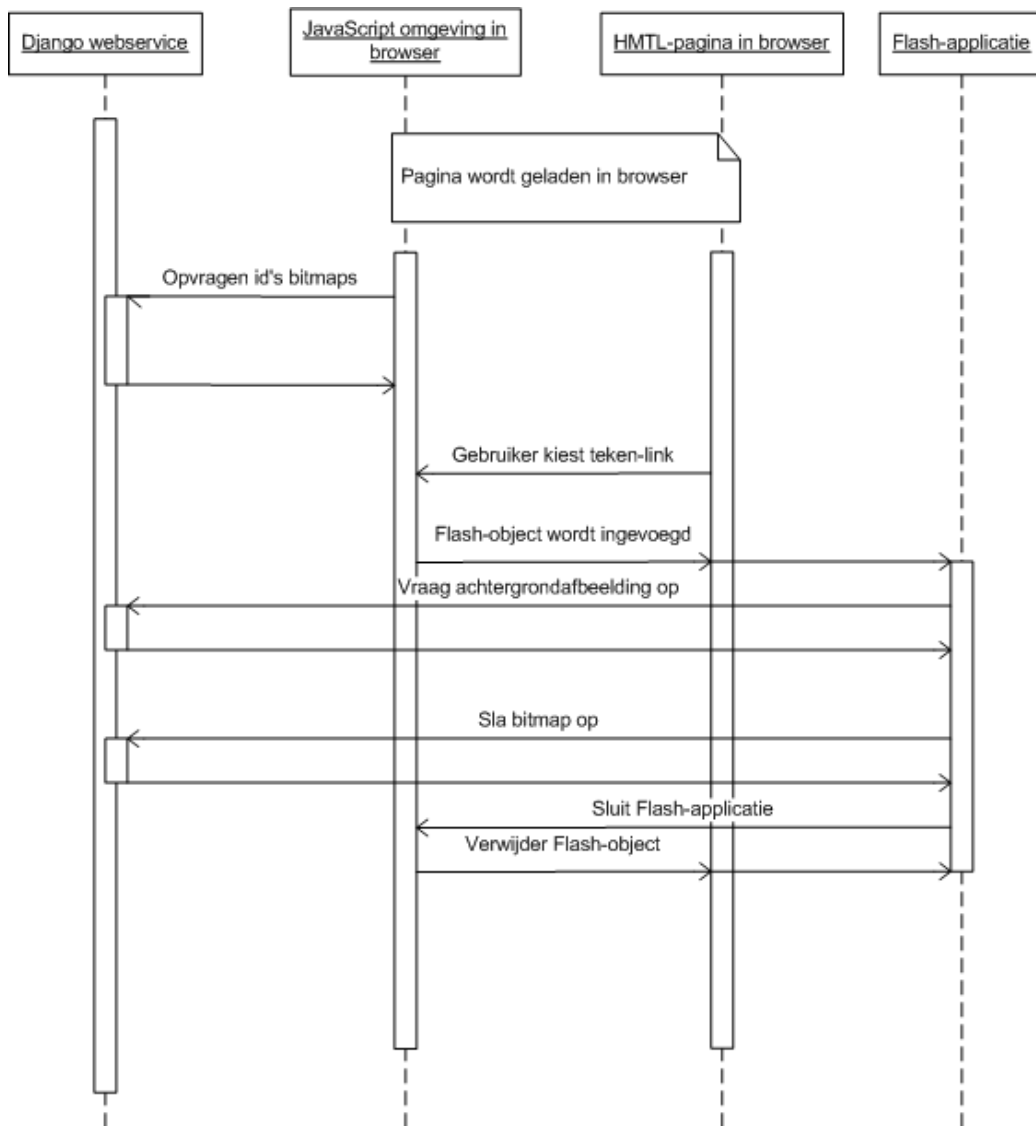 Django webservice
JavaScript omgeving in
browser
HMTL-pagina in browser
Flash-applicatie
Pagina wordt geladen in browser
Opvragen id's bitmaps
Gebruiker kiest teken-link
Flash-object wordt ingevoegd
Vraag achtergrondafbeelding op
Sla bitmap op
Sluit Flash-applicatie
Verwijder Flash-object